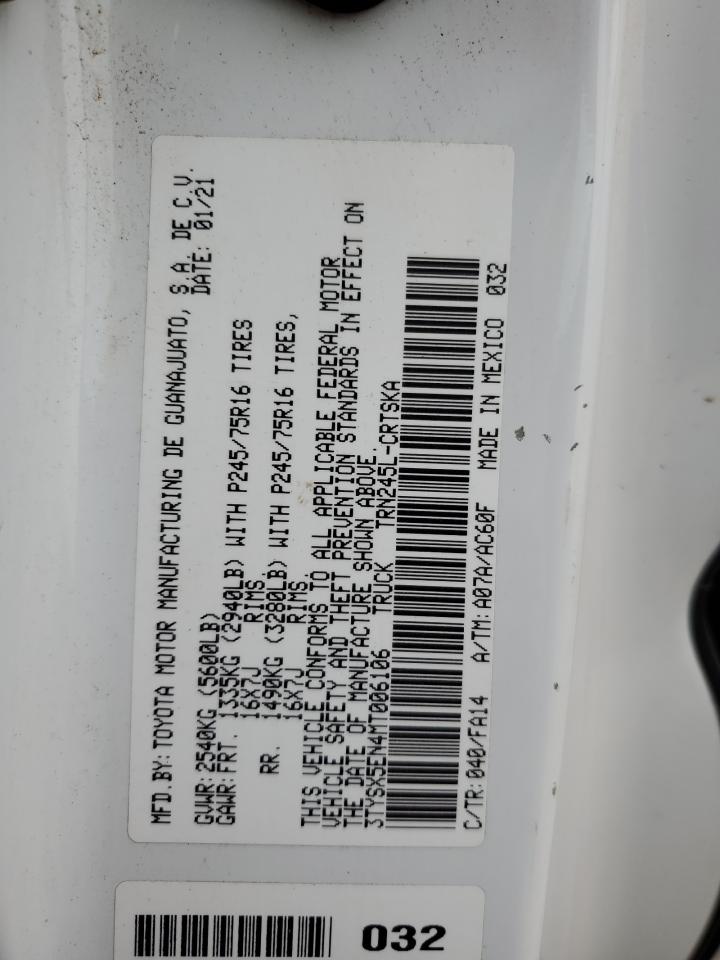 MFD.BY: TOYOTA MOTOR MANUFACTURING DE GUANAJUATO, S.A. DE C.V.
DATE: 01/21
GVWR: 2540KG (5600LB)
GAWR: FRT. 1335KG (2940LB) WITH P245/75R16 TIRES
16X7J RIMS,
RR. 1490KG (3280LB) WITH P245/75R16 TIRES,
16X7J RIMS.
THIS VEHICLE CONFORMS TO ALL APPLICABLE FEDERAL MOTOR
VEHICLE SAFETY AND THEFT PREVENTION STANDARDS IN EFFECT ON
THE DATE OF MANUFACTURE SHOWN ABOVE.
3TYSX5EN4MT006106 TRUCK TRN245L-CRTSKA
C/TR: 040/FA14 A/TM: A07A/AC60F MADE IN MEXICO 032
032